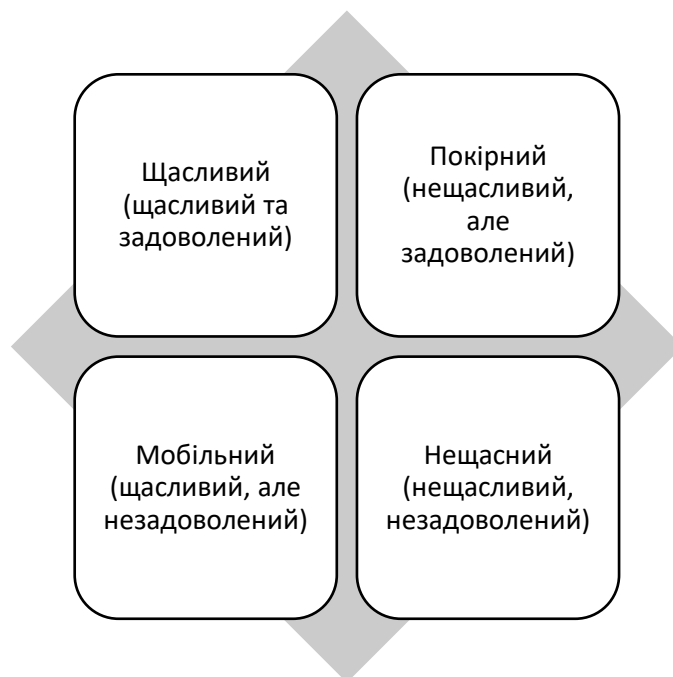 Щасливий
(щасливий та
задоволений)
Покірний
(нещасливий,
але
задоволений)
Мобільний
(щасливий, але
незадоволений)
Нещасний
(нещасливий,
незадоволений)